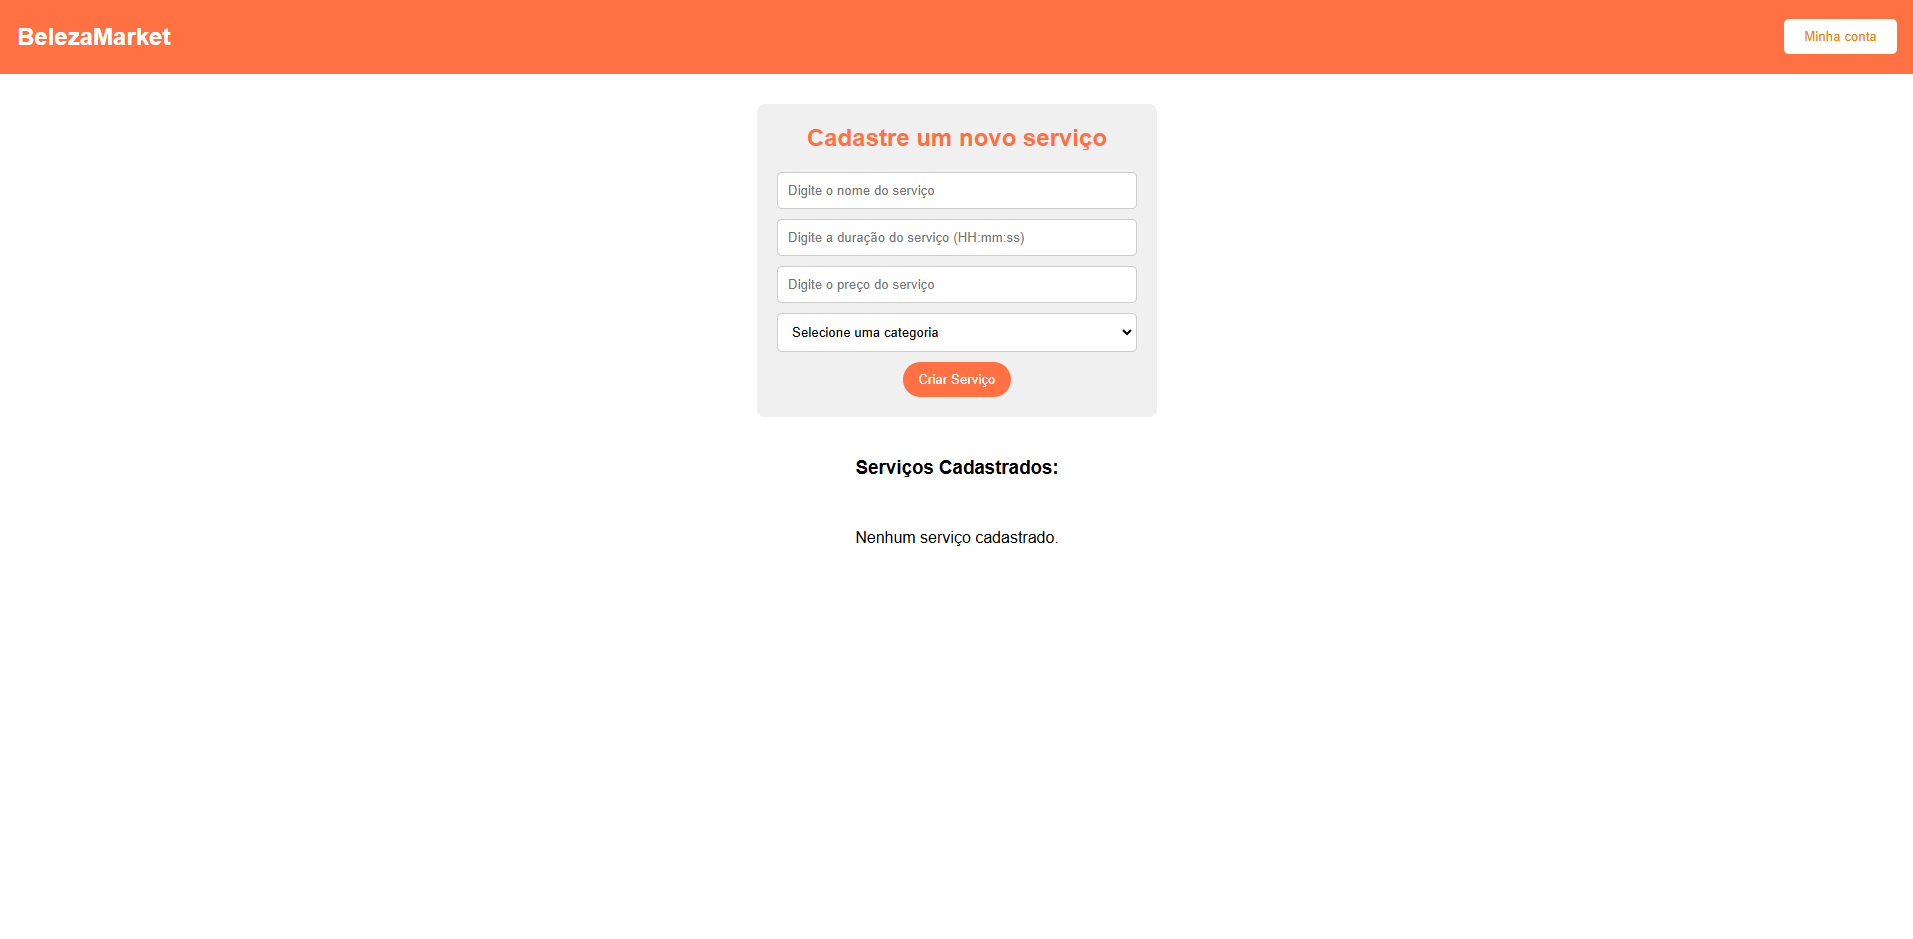 BelezaMarket
Minha conta
Cadastre um novo serviço
Digite o nome do serviço
Digite a duração do serviço (HH:mm:ss)
Digite o preço do serviço
Selecione uma categoria
Criar Serviço
Serviços Cadastrados:
Nenhum serviço cadastrado.